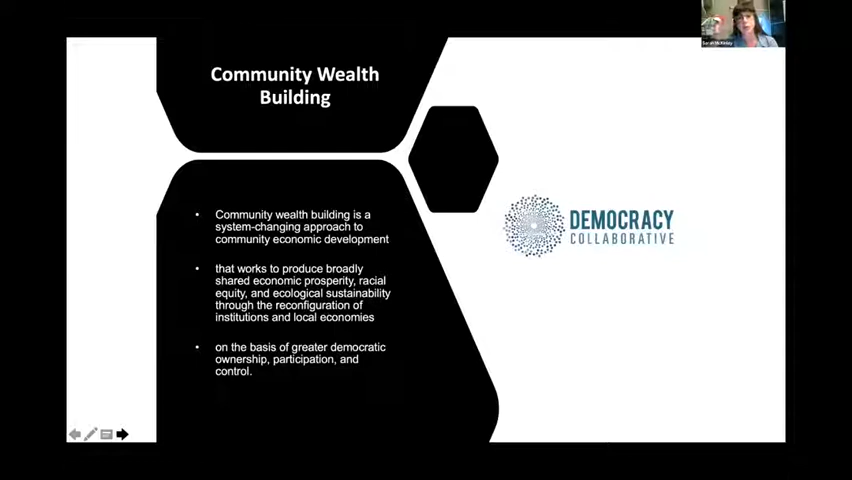 Sarah McKinley
Community Wealth
Building
• Community wealth building is a
system-changing approach to
community economic development
• that works to produce broadly
shared economic prosperity, racial
equity, and ecological sustainability
through the reconfiguration of
institutions and local economies
• on the basis of greater democratic
ownership, participation, and
control.
DEMOCRACY
COLLABORATIVE